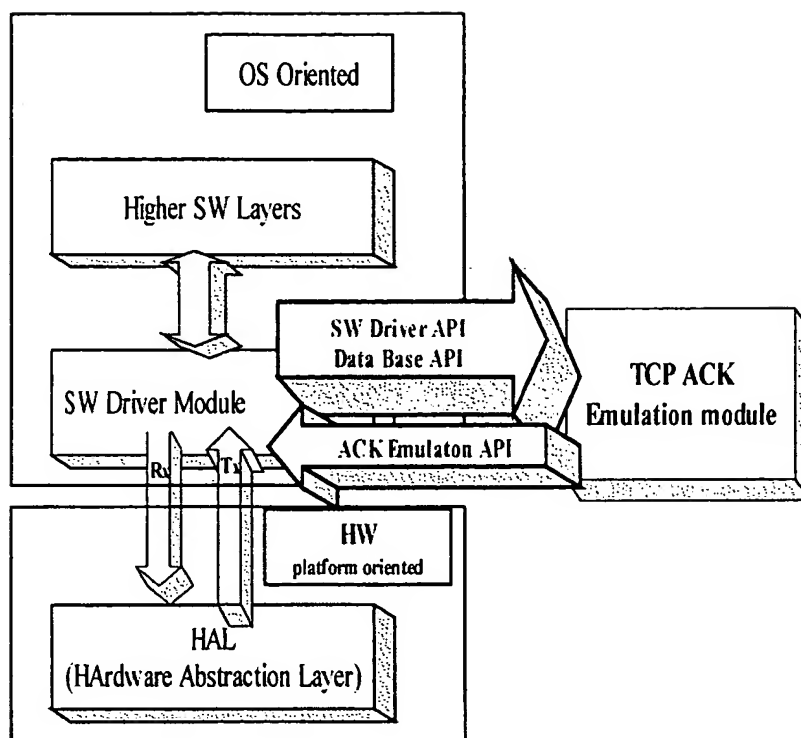 OS Oriented
Higher SW Layers
SW Driver API
Data Base API
TCP ACK
Emulation module
SW Driver Module
ACK Emulaton API
Rx
Tx
HW
platform oriented
HAL
(HArdware Abstraction Layer)